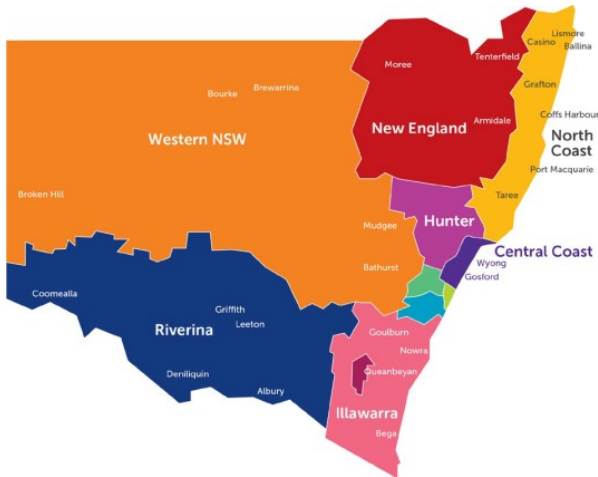 Lismore
Casino
Ballina
Tenterfield
Moree
Grafton
Brewarrina
Bourke
Coffs Harbour
Armidale
New England
North
Coast
Western NSW
Port Macquarie
Broken Hill
Taree
Hunter
Mudgee
Central Coast
Wyong
Bathurst
Gosford
Coomealla
Griffith
Leeton
Riverina
Goulburn
Nowra
Queanbeyan
Deniliquin
Albury
Illawarra
Bega